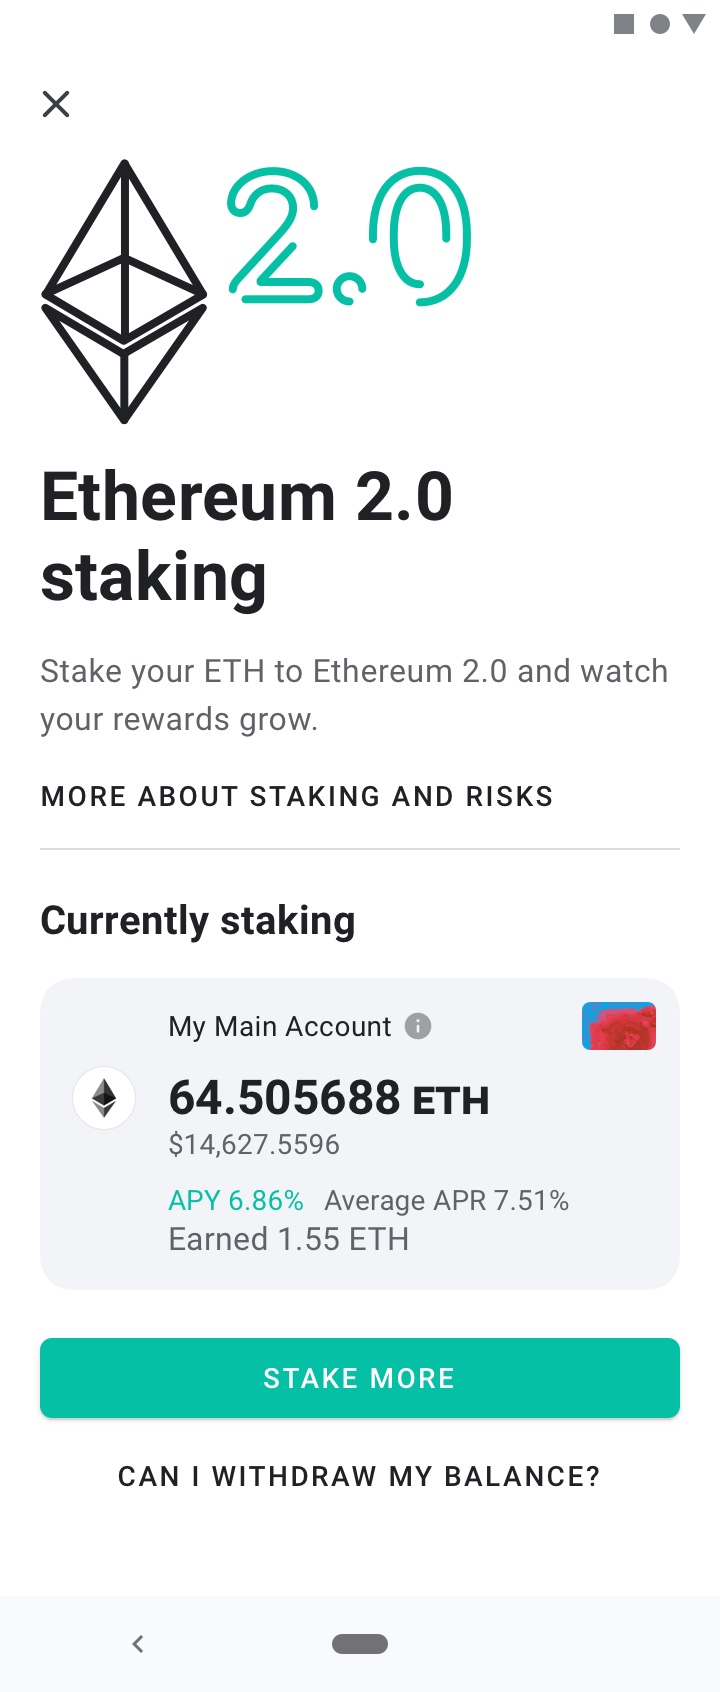 2.0
Ethereum 2.0
staking
Stake your ETH to Ethereum 2.0 and watch
your rewards grow.
MORE ABOUT STAKING AND RISKS
Currently staking
My Main Account
64.505688 ETH
$14,627.5596
APY 6.86% Average APR 7.51%
Earned 1.55 ETH
STAKE MORE
CAN I WITHDRAW MY BALANCE?